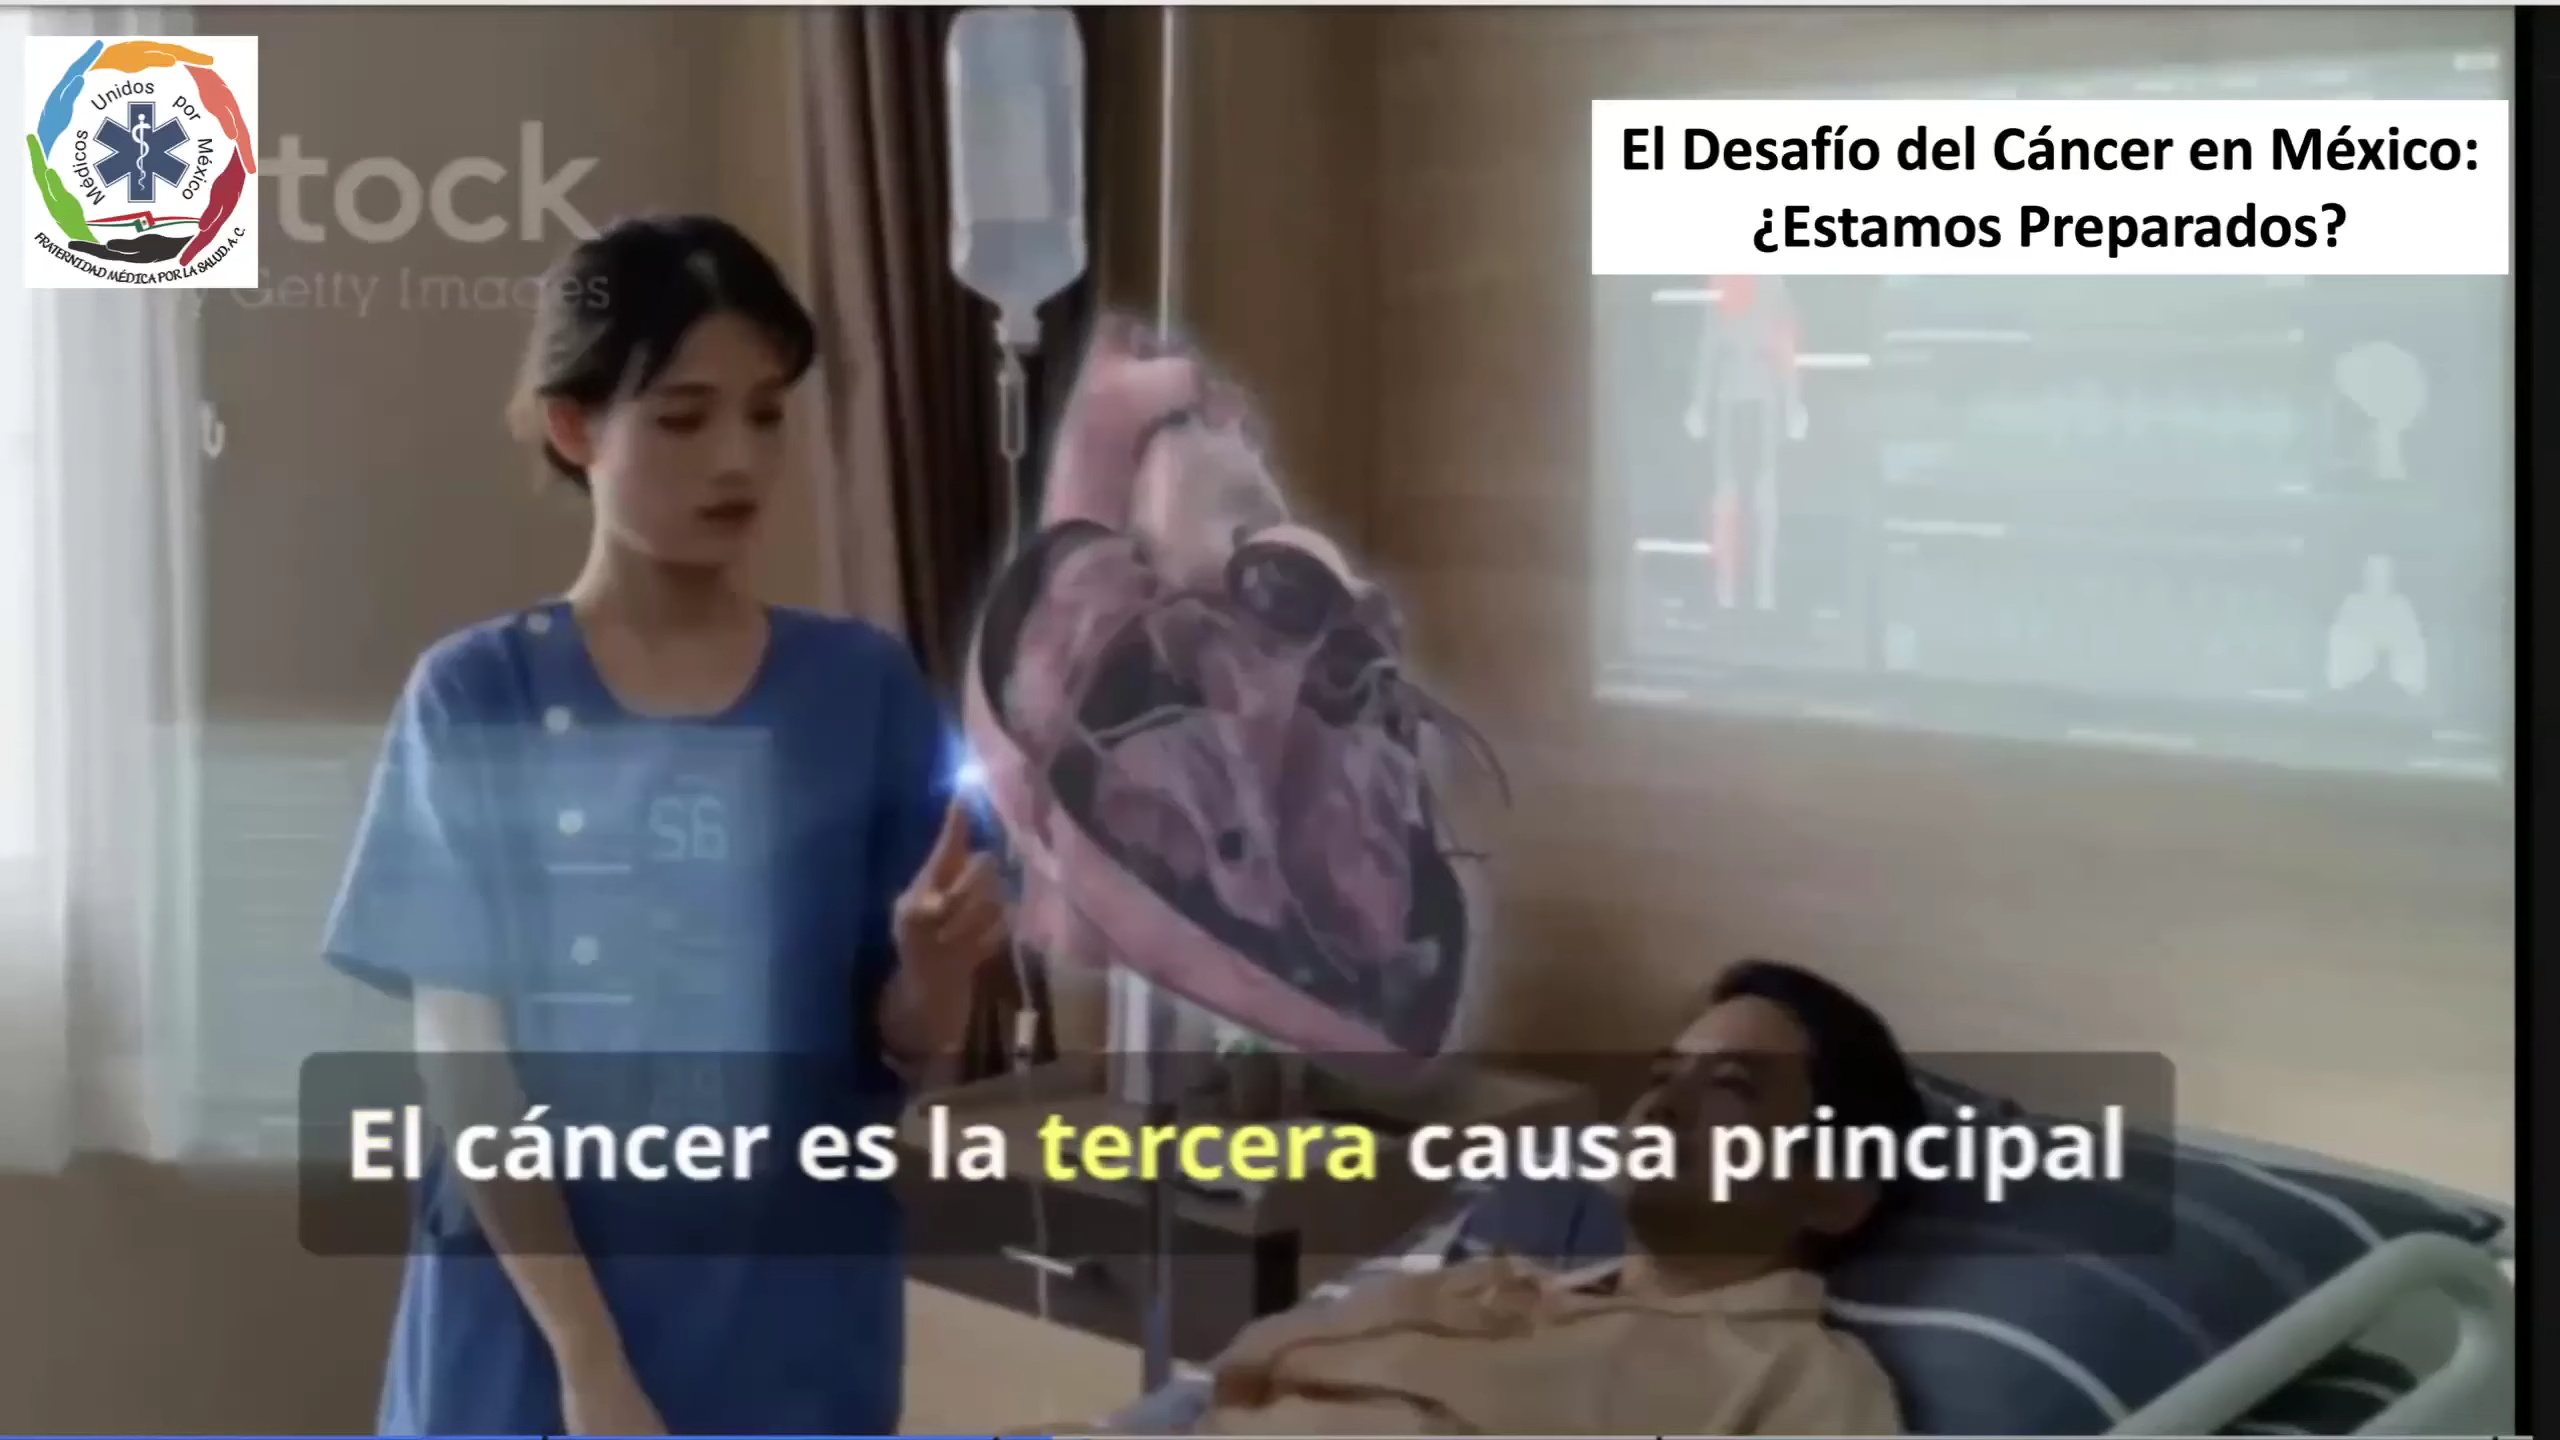 Médicos Unidos por México
FRATERNIDAD MÉDICA POR LA SALUD, A. C.
tock
Getty Images
El Desafío del Cáncer en México:
¿Estamos Preparados?
56
El cáncer es la tercera causa principal